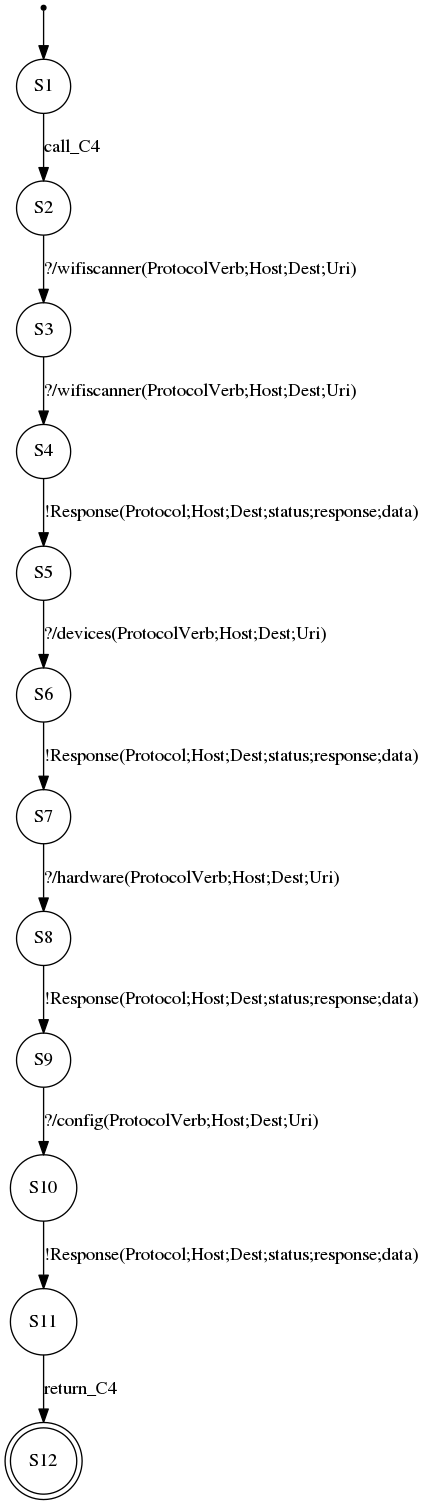 S1
call_C4
S2
?/wifiscanner(ProtocolVerb;Host;Dest;Uri)
S3
?/wifiscanner(ProtocolVerb;Host;Dest;Uri)
S4
!Response(Protocol;Host;Dest;status;response;data)
S5
?/devices(ProtocolVerb;Host;Dest;Uri)
S6
!Response(Protocol;Host;Dest;status;response;data)
S7
?/hardware(ProtocolVerb;Host;Dest;Uri)
S8
!Response(Protocol;Host;Dest;status;response;data)
S9
?/config(ProtocolVerb;Host;Dest;Uri)
S10
!Response(Protocol;Host;Dest;status;response;data)
S11
return_C4
S12